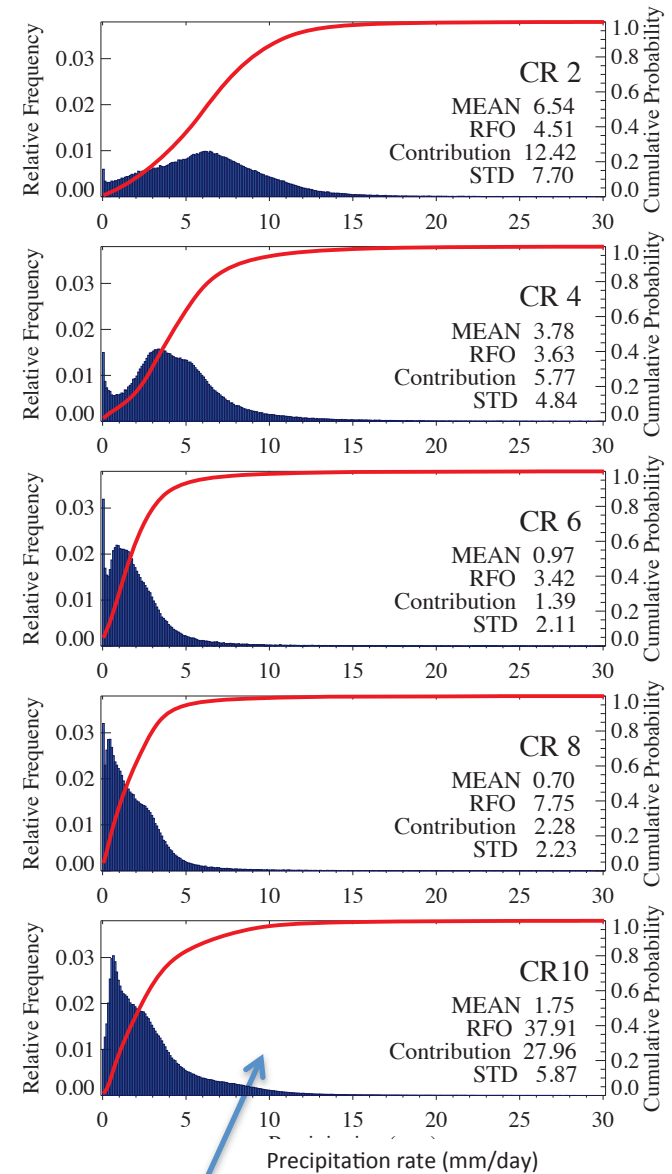 Relative Frequency
0.03
0.02
0.01
0.00
CR 2
MEAN 6.54
RFO 4.51
Contribution 12.42
STD 7.70
1.0
0.8
0.6
0.4
0.2
0.0
Cumulative Probability
0 5 10 15 20 25 30
Relative Frequency
0.03
0.02
0.01
0.00
CR 4
MEAN 3.78
RFO 3.63
Contribution 5.77
STD 4.84
1.0
0.8
0.6
0.4
0.2
0.0
Cumulative Probability
0 5 10 15 20 25 30
Relative Frequency
0.03
0.02
0.01
0.00
CR 6
MEAN 0.97
RFO 3.42
Contribution 1.39
STD 2.11
1.0
0.8
0.6
0.4
0.2
0.0
Cumulative Probability
0 5 10 15 20 25 30
Relative Frequency
0.03
0.02
0.01
0.00
CR 8
MEAN 0.70
RFO 7.75
Contribution 2.28
STD 2.23
1.0
0.8
0.6
0.4
0.2
0.0
Cumulative Probability
0 5 10 15 20 25 30
Relative Frequency
0.03
0.02
0.01
0.00
CR10
MEAN 1.75
RFO 37.91
Contribution 27.96
STD 5.87
1.0
0.8
0.6
0.4
0.2
0.0
Cumulative Probability
0 5 10 15 20 25 30
Precipitation rate (mm/day)